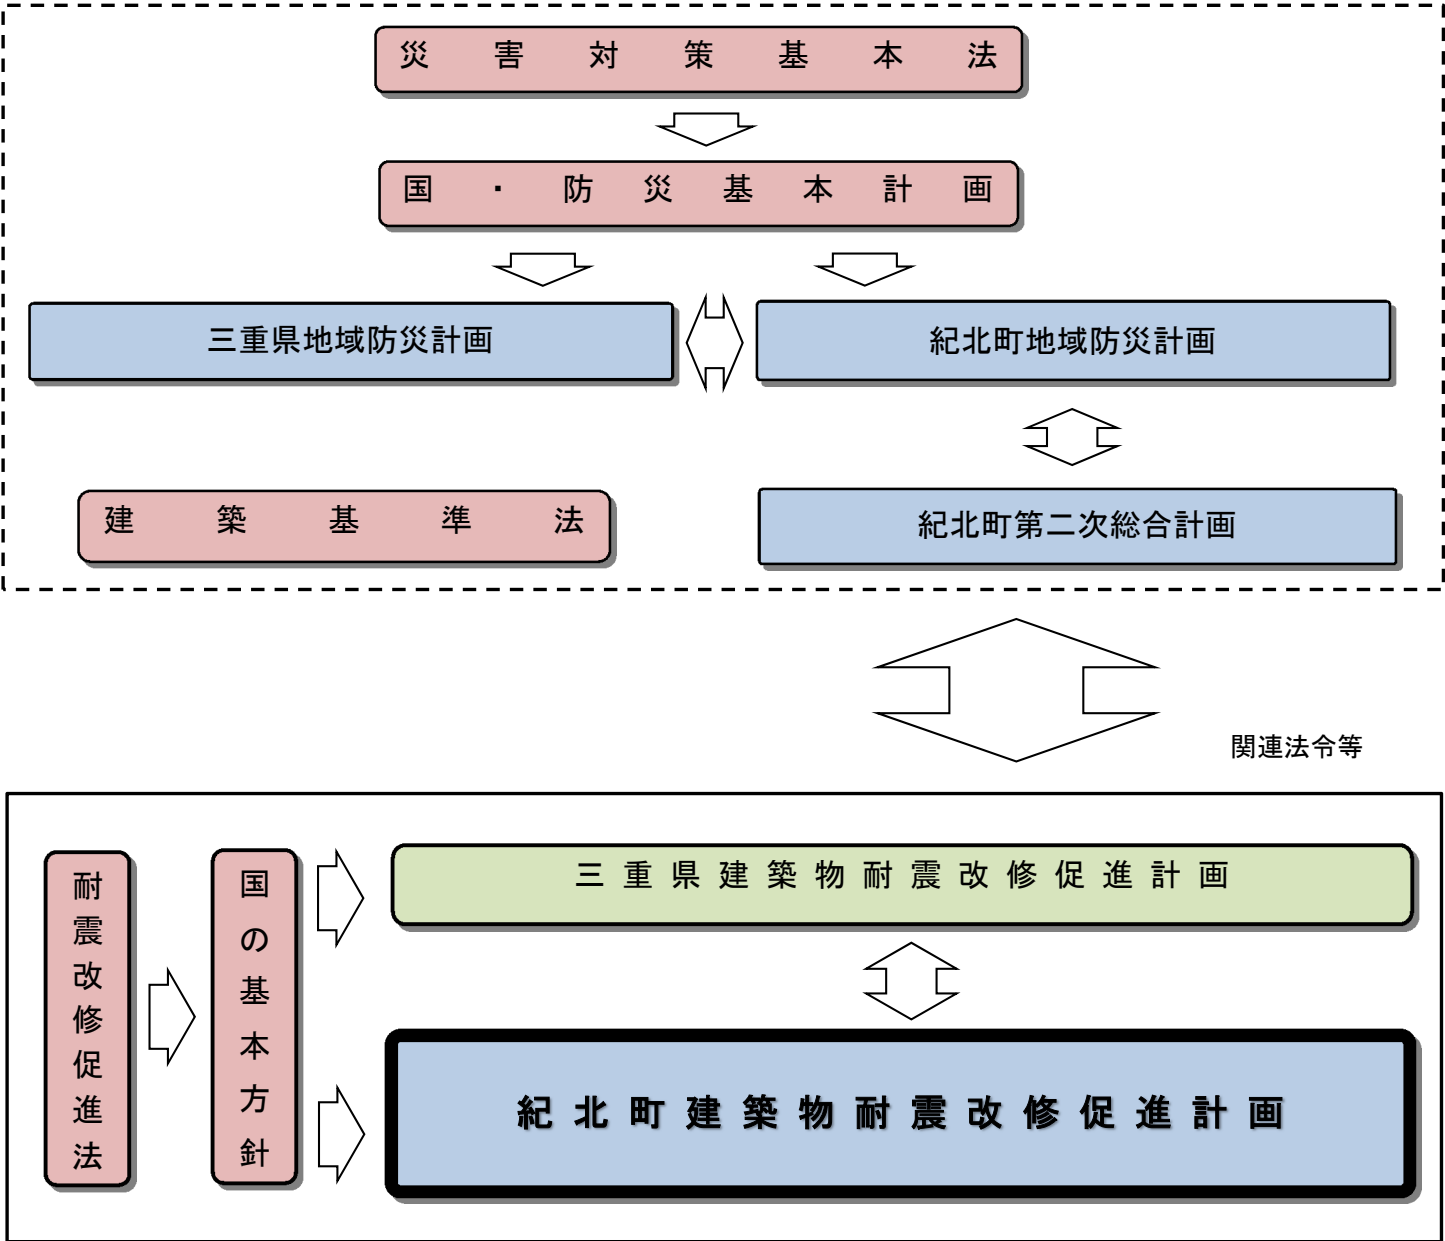 災害対策基本法
国・防災基本計画
三重県地域防災計画
紀北町地域防災計画
建築基準法
紀北町第二次総合計画
関連法令等
耐震改修促進法
国の基本方針
三重県建築物耐震改修促進計画
紀北町建築物耐震改修促進計画